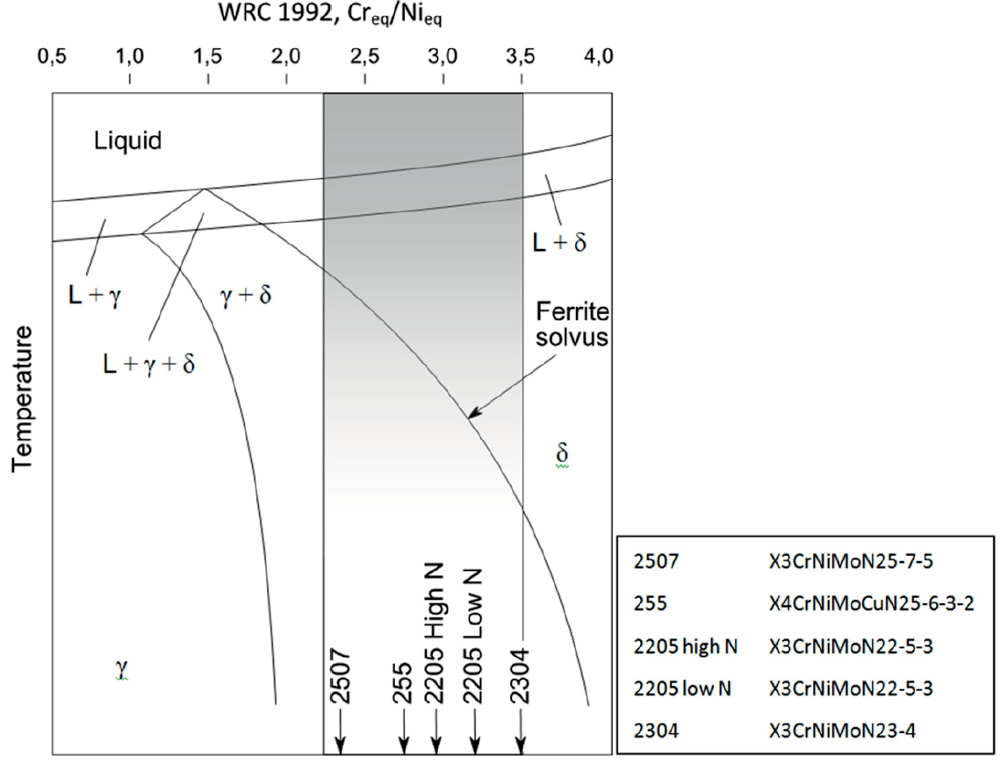 WRC 1992, Creq/Nieq
0,5 1,0 1,5 2,0 2,5 3,0 3,5 4,0
Liquid
L + δ
L + γ
γ + δ
Ferrite
solvus
L + γ + δ
Temperature
δ
γ
2507
255
2205 High N
2205 Low N
2304
2507 X3CrNiMoN25-7-5
255 X4CrNiMoCuN25-6-3-2
2205 high N X3CrNiMoN22-5-3
2205 low N X3CrNiMoN22-5-3
2304 X3CrNiMoN23-4